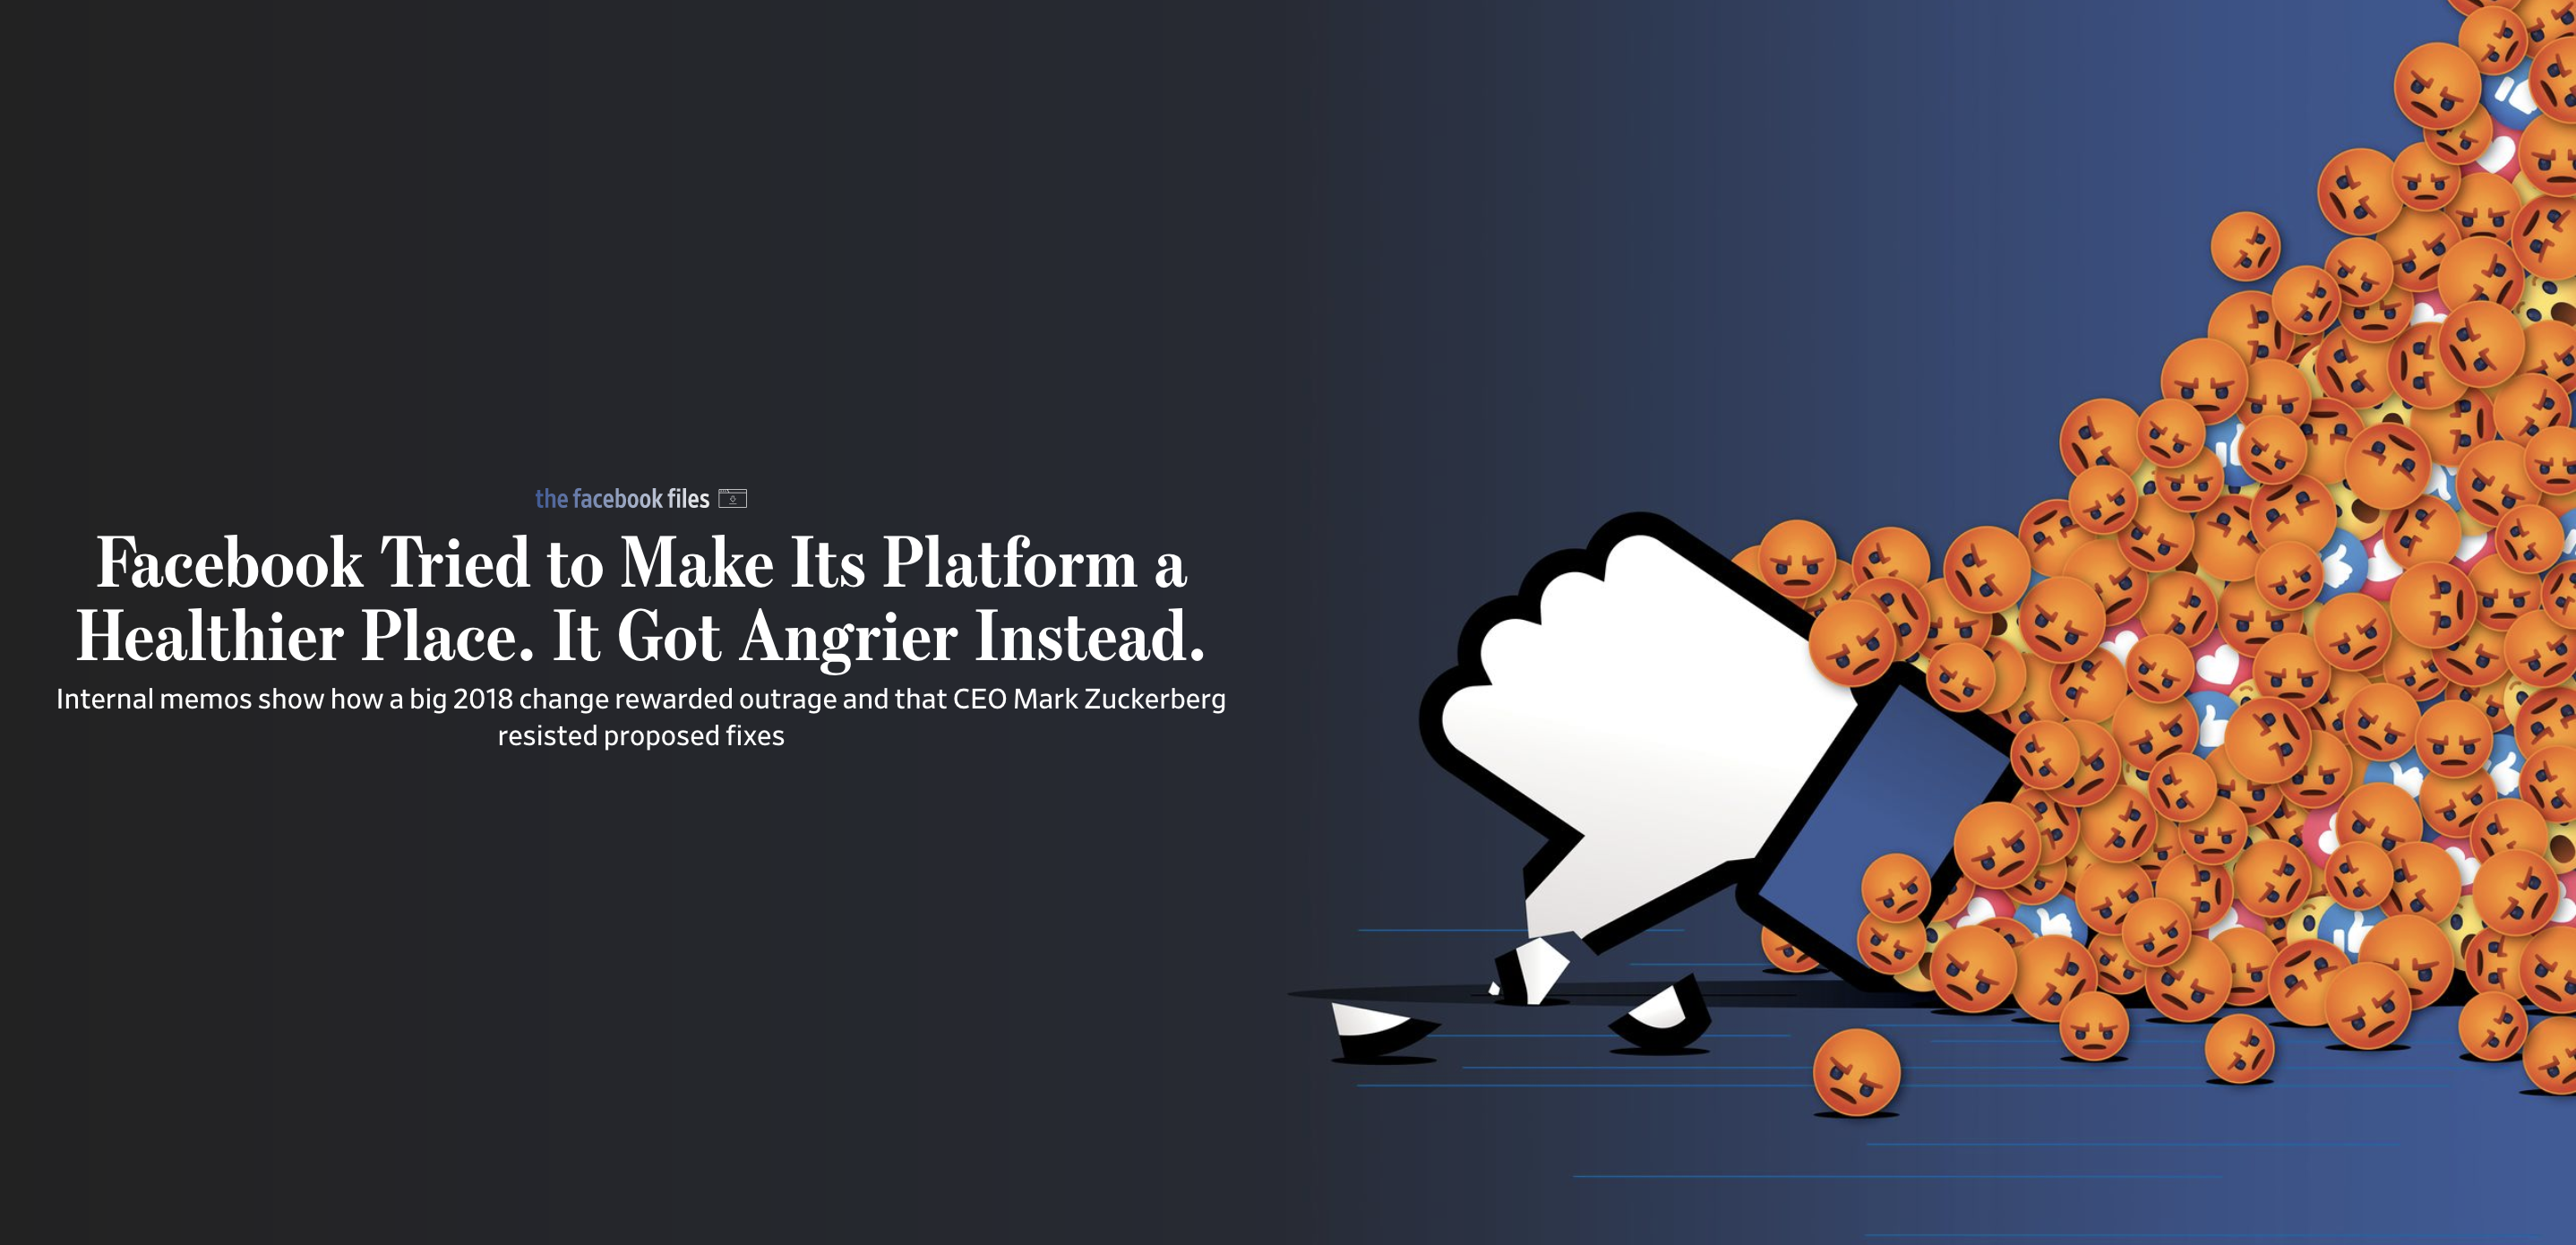 the facebook files
Facebook Tried to Make Its Platform a
Healthier Place. It Got Angrier Instead.
Internal memos show how a big 2018 change rewarded outrage and that CEO Mark Zuckerberg
resisted proposed fixes